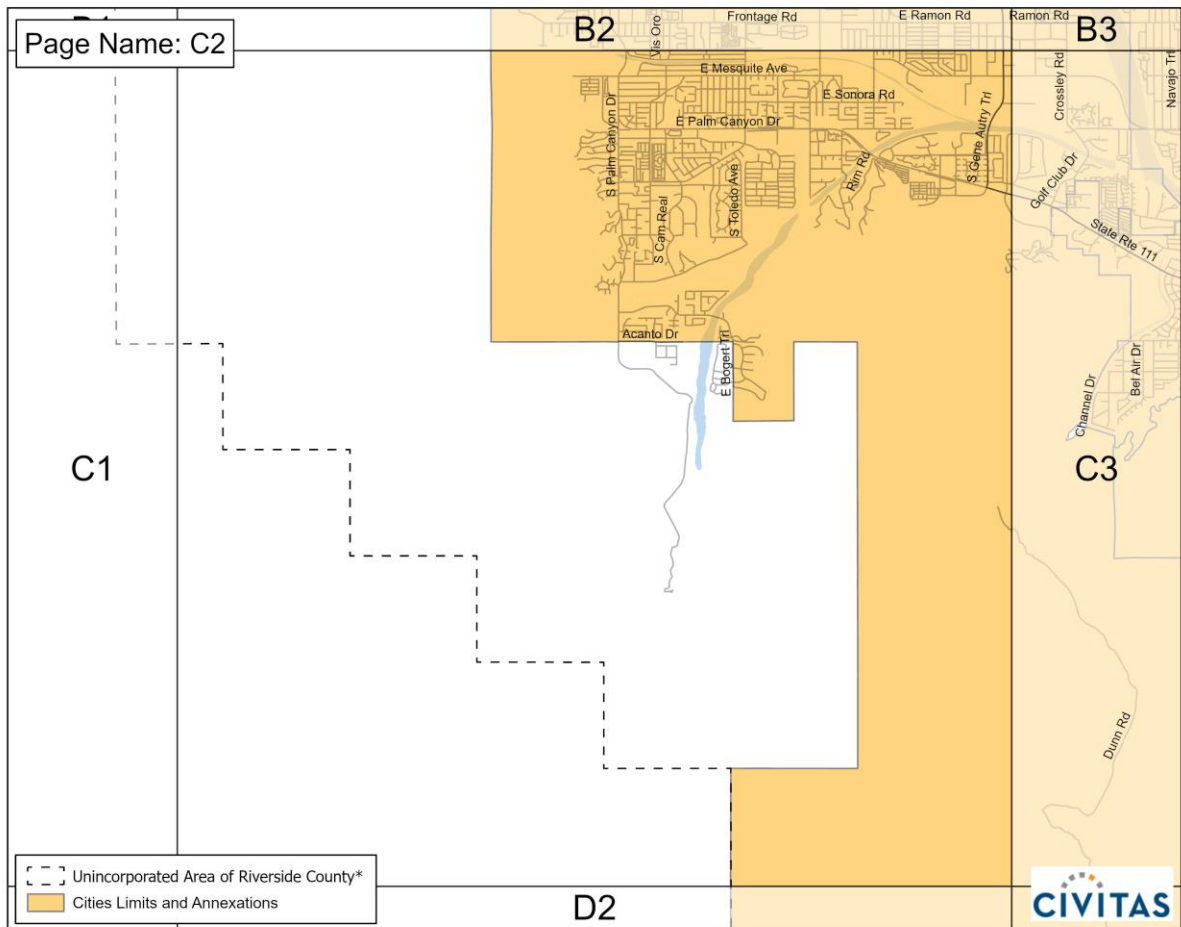 B2
B3
Page Name: C2
Vis Oro
Frontage Rd
E Ramon Rd
Ramon Rd
E Mesquite Ave
E Sonora Rd
E Palm Canyon Dr
S Palm Canyon Dr
S Cam Real
S Toledo Ave
Rim Rd
S Gene Autry Trl
Crossley Rd
Navajo Trl
Golf Club Dr
State Rte 111
Acanto Dr
E Bogert Trl
Channel Dr
Bel Air Dr
C1
C3
Dunn Rd
Unincorporated Area of Riverside County*
Cities Limits and Annexations
D2
CIVITAS